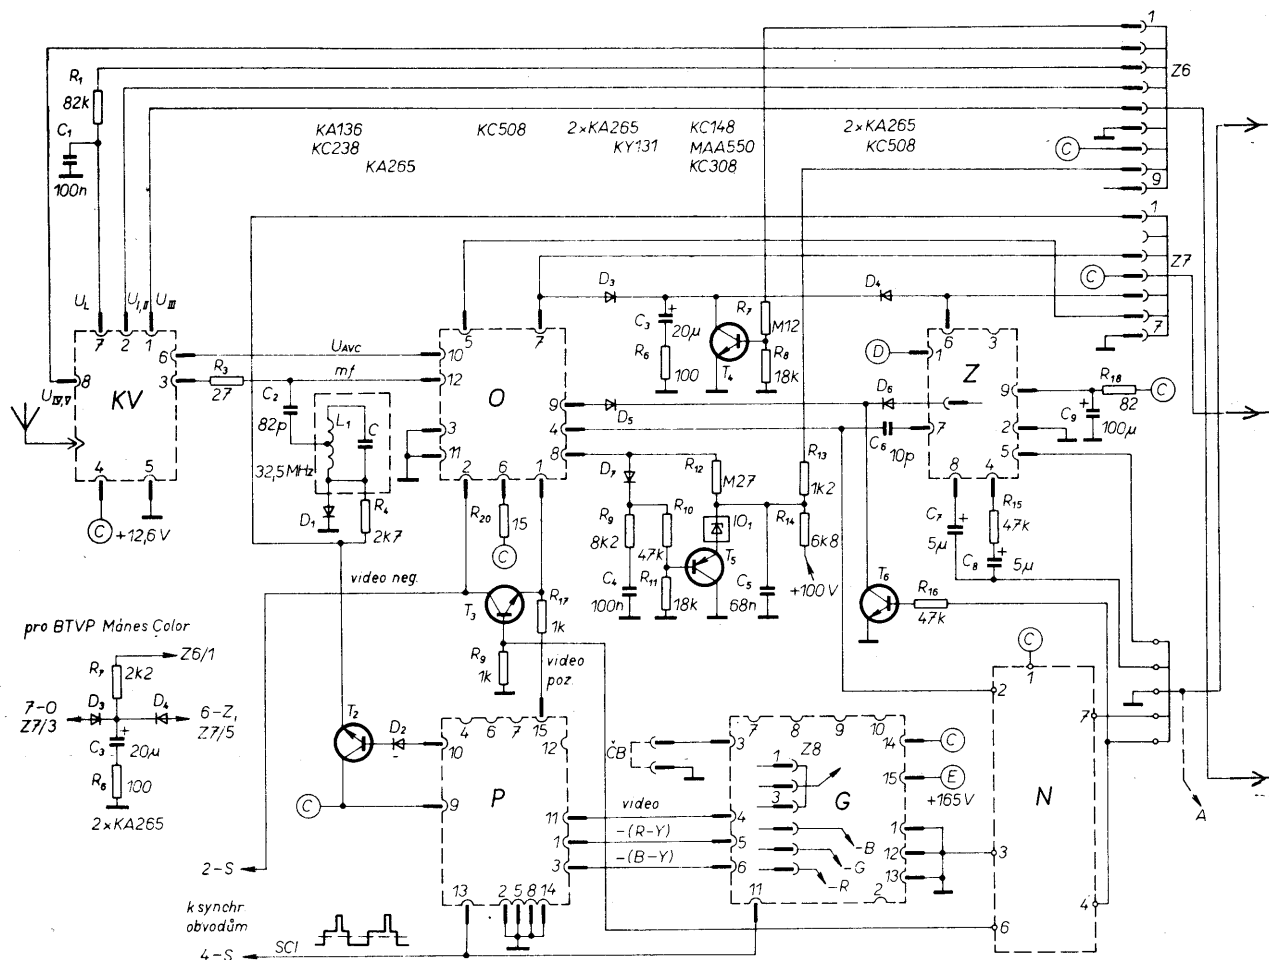 1
Z6
R1
82k
C1
100n
KA136 KC508 2×KA265 KC148 2×KA265
KC238 KY131 MAA550 KC508
KA265 KC308
C
9
1
Z7
C
7
UL UI,II UIII
7 2 1
6 UAVC 10
8 3 R3 mf 12
27
UIV,V
KV
4 5
C +12,6V
C2
82p
L1 C
32,5MHz
D1
R4
2k7
5 7
O
3
11
9
4
8
2 6 1
R20
15
C
D3
C3 + 20µ
R6
100
T4
R7
M12
R8
18k
D4
D
1
6 3
Z
9 R18 C
82
C9 + 100µ
2
5
7
8 4
D5
D6
C6
10p
D7
R12
M27
R13
1k2
R9
8k2
R10
47k
IO1
R14
6k8
T5
C4
100n
R11
18k
C5
68n
+100V
C7 +
5µ
R15
47k
C8 + 5µ
T6
R16
47k
video neg.
T3
R17
1k
R9
1k
video
poz.
pro BTVP Mánes Color
Z6/1
R7
2k2
7-O
Z7/3
D3 D4
6-Z,
Z7/5
C3 + 20µ
R6
100
2×KA265
T2
D2
C
4 6 7 15
10 12
P
9
11 video 4
1 -(R-Y) 5
3 -(B-Y) 6
13 2 5 8 14
ČB
7 8 9 10
3
Z8
1
3
G
14 C
15 E
+165V
-B
-G
-R
1
12
13
11 2
C
1
2
7
N
3
4
6
A
2-S
k synchr
obvodům
4-S
SCI